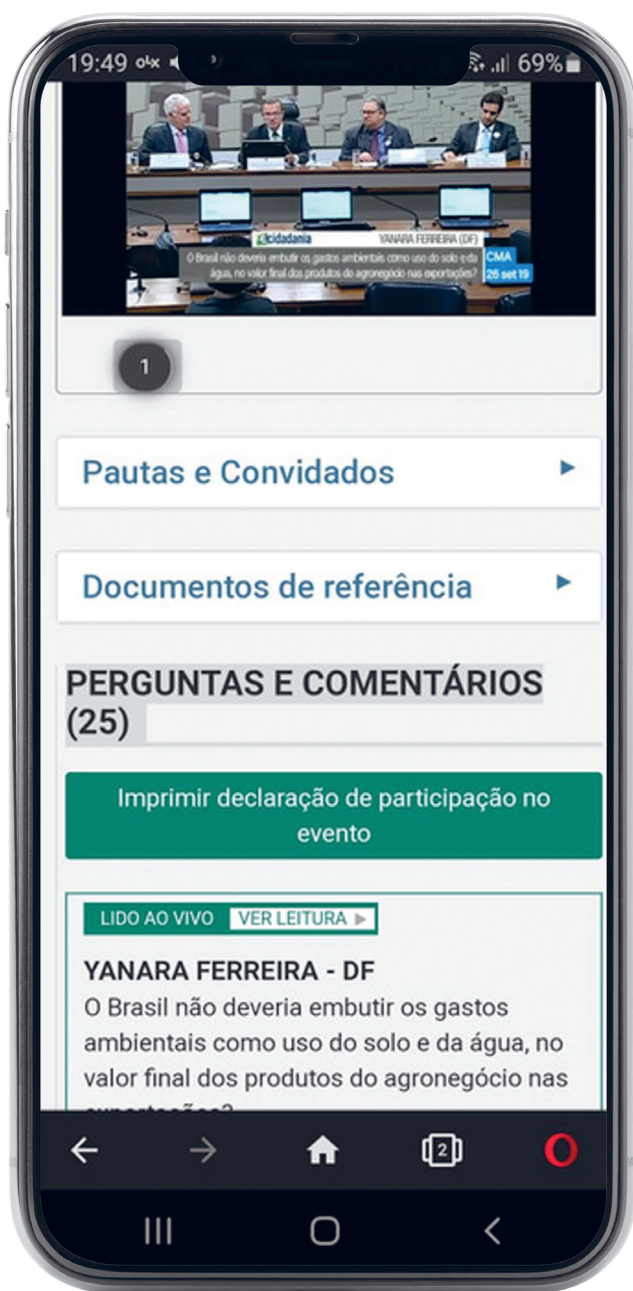 19:49 OLX 69%
e-cidadania YANARA FERREIRA (DF)
O Brasil não deveria embutir os gastos ambientais como uso do solo e da
água, no valor final dos produtos do agronegócio nas exportações?
CMA
26 set 19
1
Pautas e Convidados
Documentos de referência
PERGUNTAS E COMENTÁRIOS
(25)
Imprimir declaração de participação no
evento
LIDO AO VIVO VER LEITURA
YANARA FERREIRA - DF
O Brasil não deveria embutir os gastos
ambientais como uso do solo e da água, no
valor final dos produtos do agronegócio nas
exportações?
2